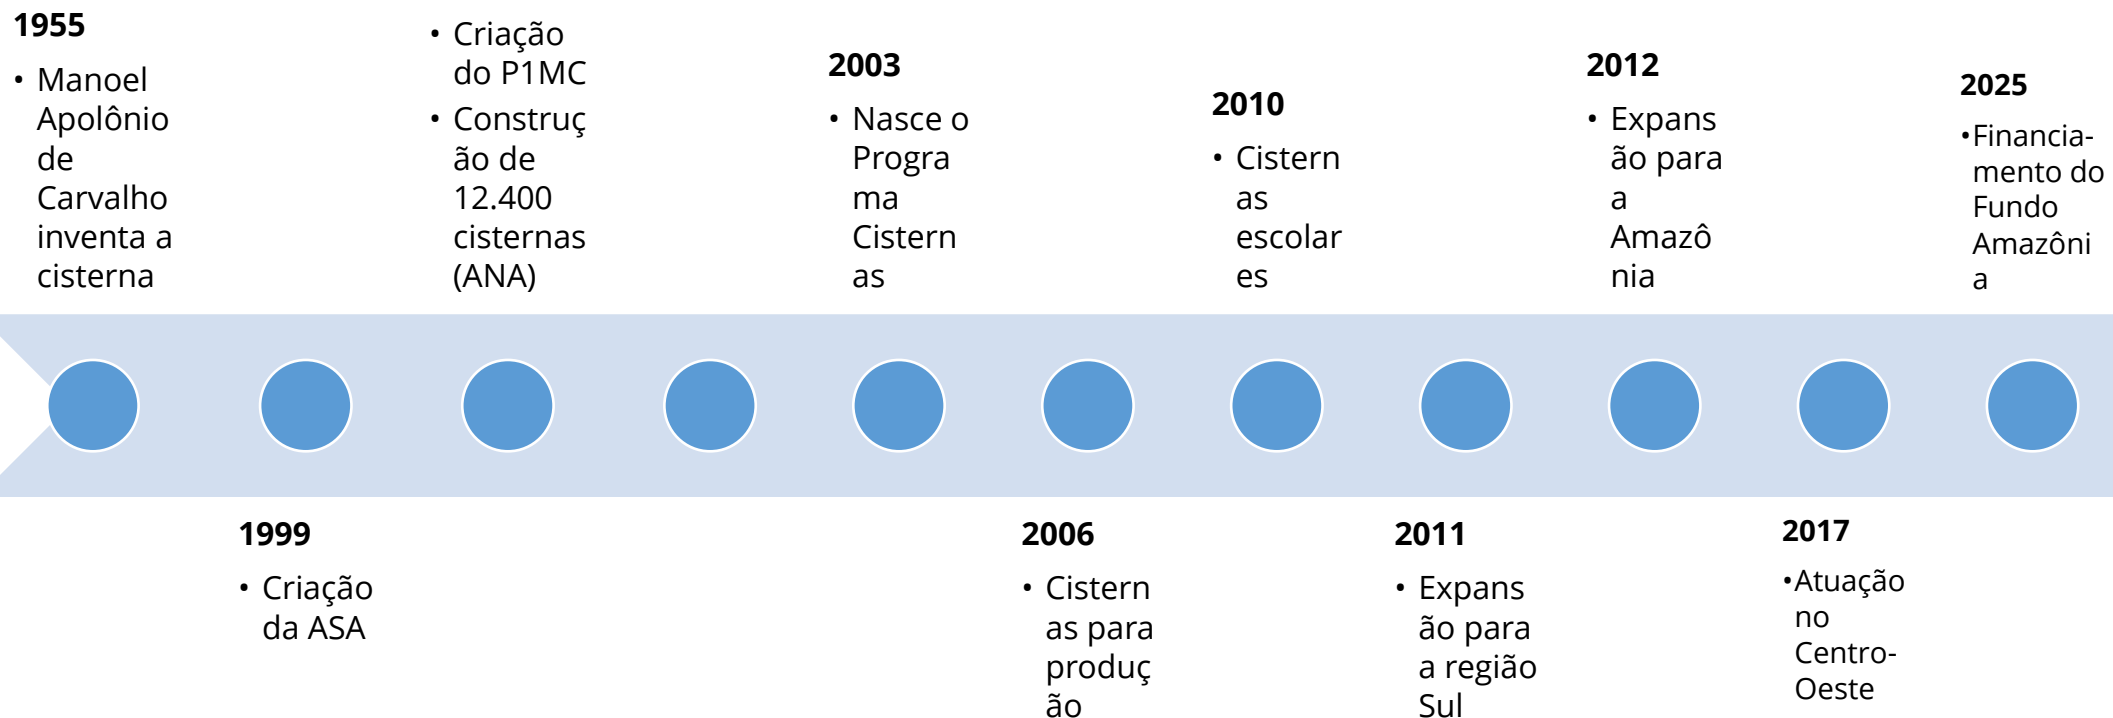 1955
• Manoel
Apolônio
de
Carvalho
inventa a
cisterna
• Criação
do P1MC
• Construç
ão de
12.400
cisternas
(ANA)
2003
• Nasce o
Progra
ma
Cistern
as
2010
• Cistern
as
escolar
es
2012
• Expans
ão para
a
Amazô
nia
2025
•Financia-
mento do
Fundo
Amazôni
a
1999
• Criação
da ASA
2006
• Cistern
as para
produç
ão
2011
• Expans
ão para
a região
Sul
2017
•Atuação
no
Centro-
Oeste